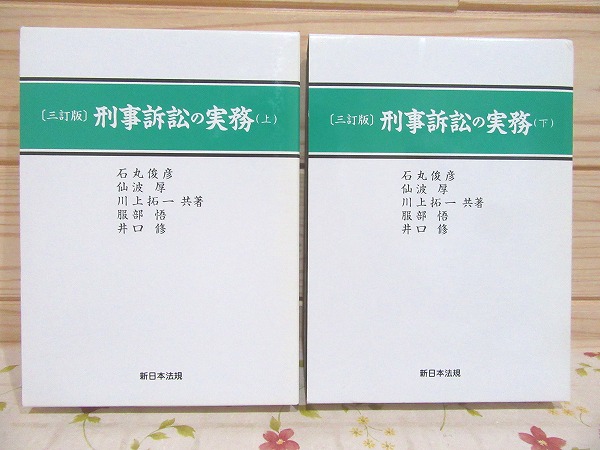 〔三訂版〕刑事訴訟の実務(上)
石丸俊彦
仙波 厚
川上拓一 共著
服部 悟
井口 修
新日本法規
〔三訂版〕刑事訴訟の実務(下)
石丸俊彦
仙波 厚
川上拓一 共著
服部 悟
井口 修
新日本法規